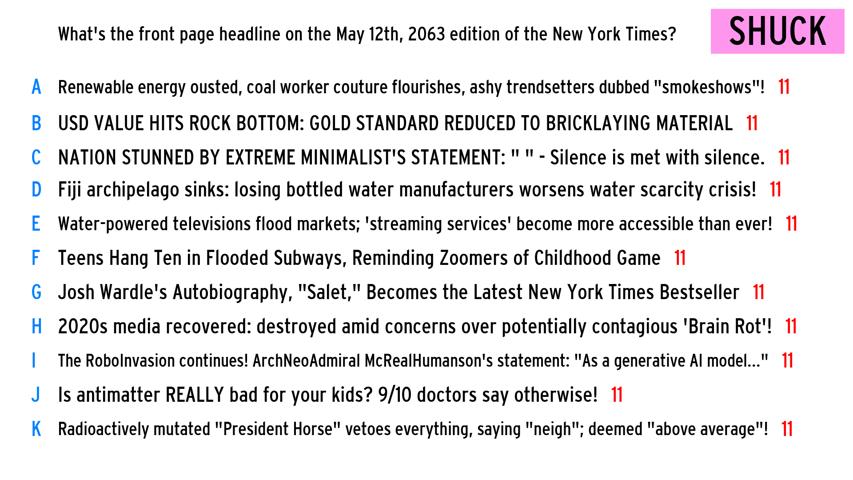 What's the front page headline on the May 12th, 2063 edition of the New York Times?
SHUCK
A Renewable energy ousted, coal worker couture flourishes, ashy trendsetters dubbed "smokeshows"! 11
B USD VALUE HITS ROCK BOTTOM: GOLD STANDARD REDUCED TO BRICKLAYING MATERIAL 11
C NATION STUNNED BY EXTREME MINIMALIST'S STATEMENT: " " - Silence is met with silence. 11
D Fiji archipelago sinks: losing bottled water manufacturers worsens water scarcity crisis! 11
E Water-powered televisions flood markets; 'streaming services' become more accessible than ever! 11
F Teens Hang Ten in Flooded Subways, Reminding Zoomers of Childhood Game 11
G Josh Wardle's Autobiography, "Salet," Becomes the Latest New York Times Bestseller 11
H 2020s media recovered: destroyed amid concerns over potentially contagious 'Brain Rot'! 11
I The RoboInvasion continues! ArchNeoAdmiral McRealHumanson's statement: "As a generative AI model..." 11
J Is antimatter REALLY bad for your kids? 9/10 doctors say otherwise! 11
K Radioactively mutated "President Horse" vetoes everything, saying "neigh"; deemed "above average"! 11